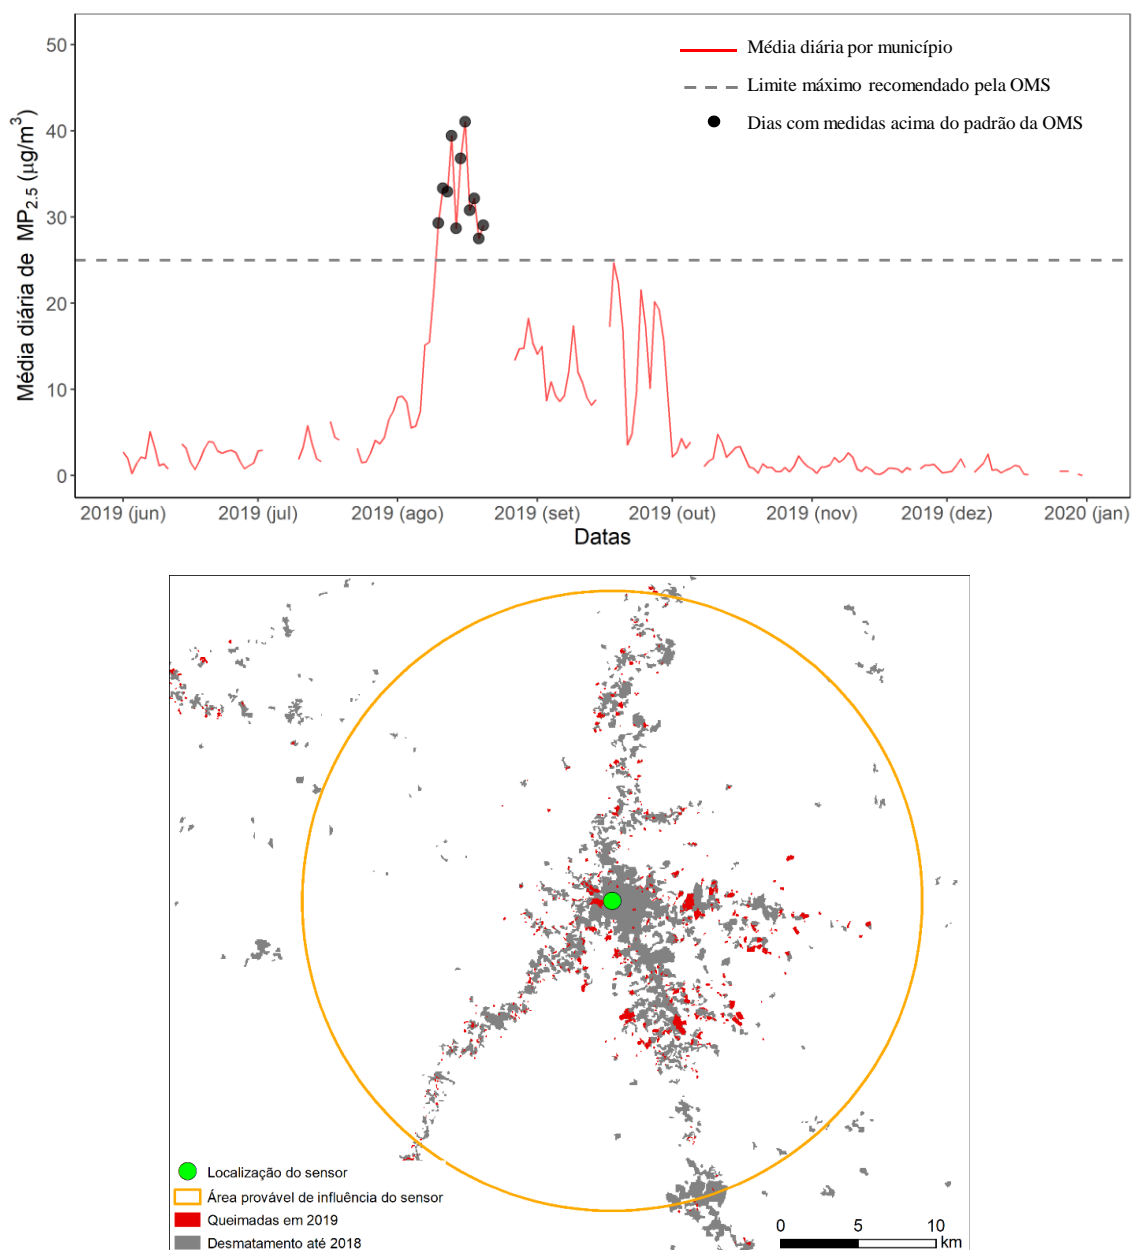 50
40
30
20
10
0
Média diária de MP2.5 (µg/m³)
Média diária por município
Limite máximo recomendado pela OMS
Dias com medidas acima do padrão da OMS
2019 (jun) 2019 (jul) 2019 (ago) 2019 (set) 2019 (out) 2019 (nov) 2019 (dez) 2020 (jan)
Datas
Localização do sensor
Área provável de influência do sensor
Queimadas em 2019
Desmatamento até 2018
0 5 10
km